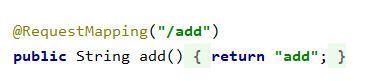 @RequestMapping("/add")
public String add() { return "add"; }